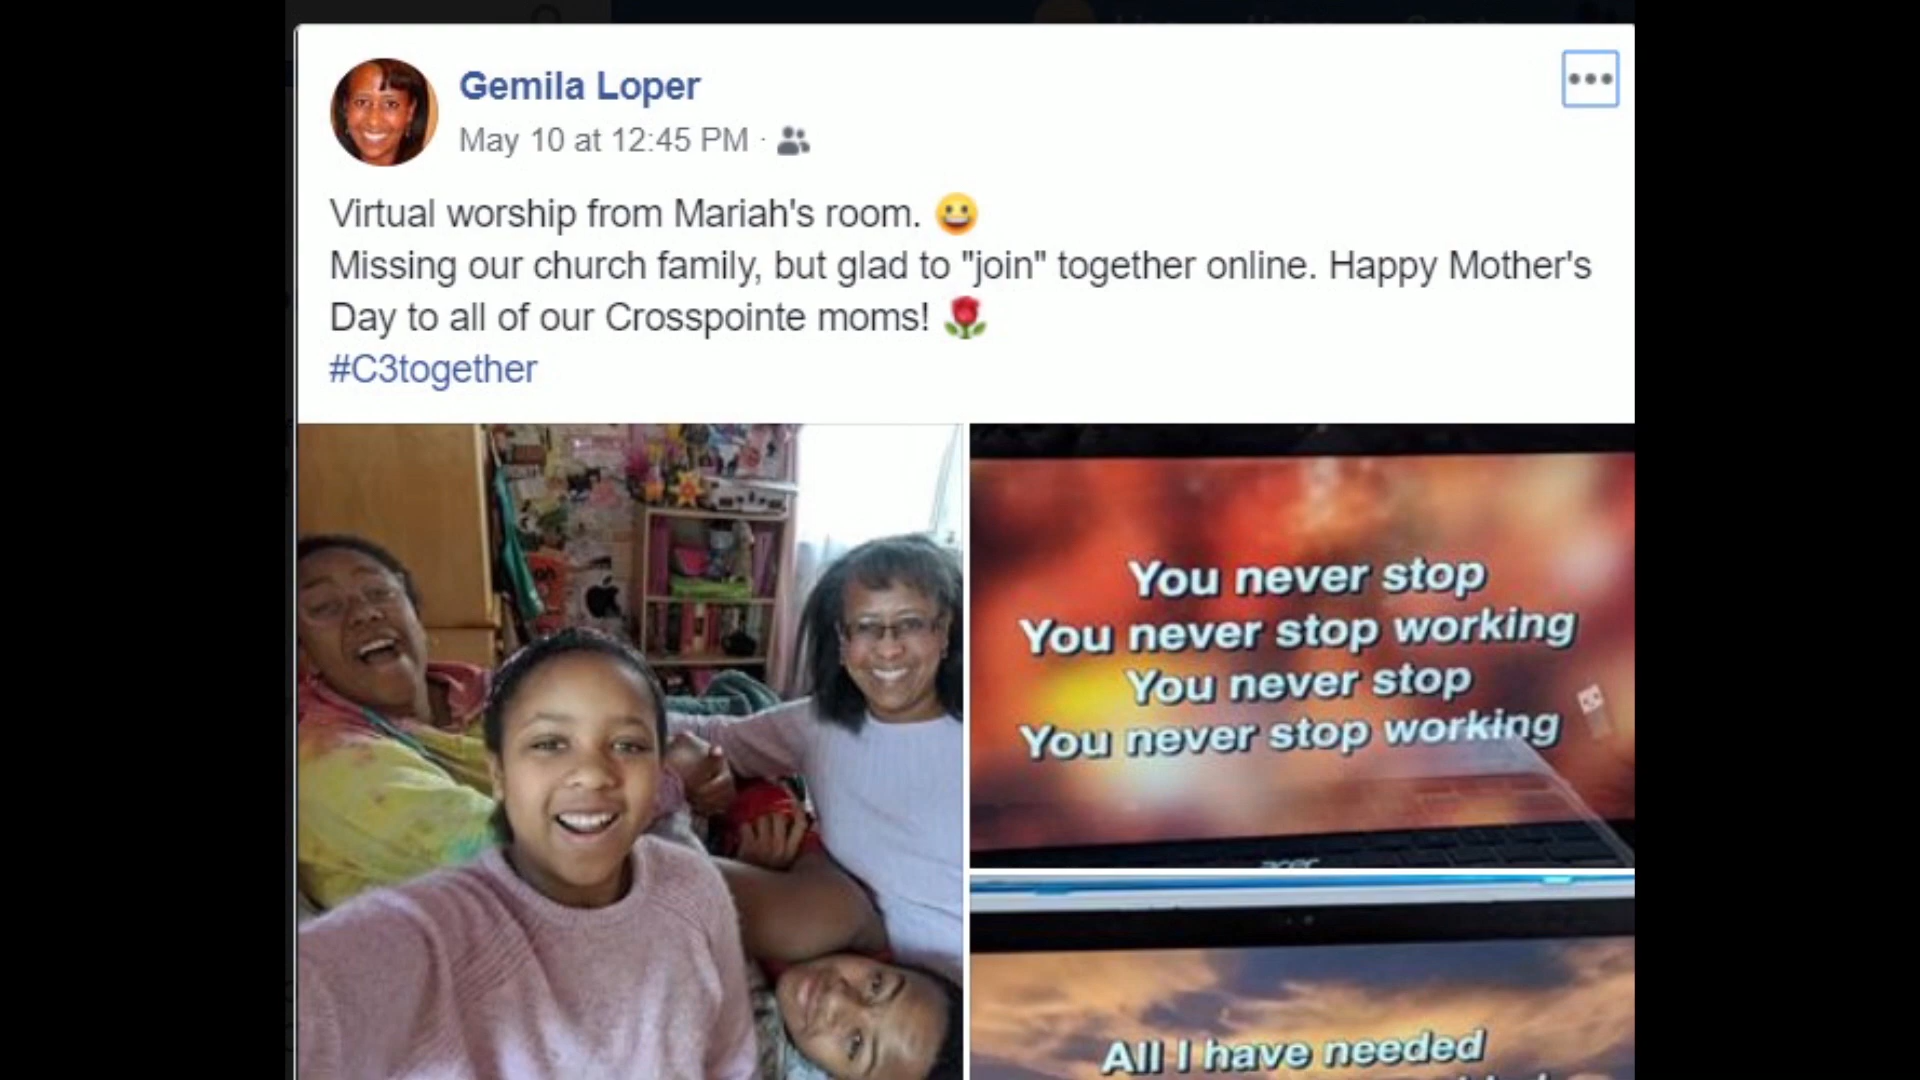 Gemila Loper
May 10 at 12:45 PM ·
Virtual worship from Mariah's room. 😀
Missing our church family, but glad to "join" together online. Happy Mother's
Day to all of our Crosspointe moms! 🌹
#C3together
You never stop
You never stop working
You never stop
You never stop working
acer
All I have needed